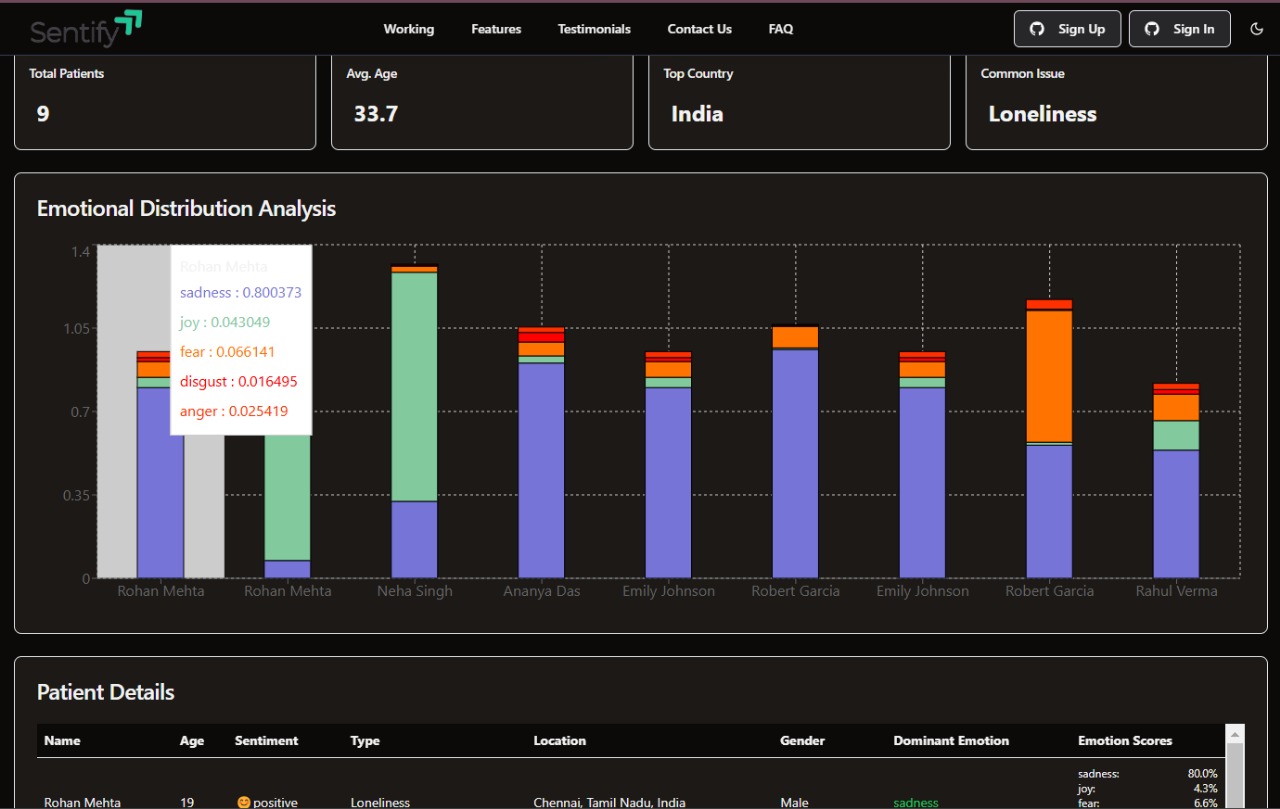 Sentify
Working Features Testimonials Contact Us FAQ Sign Up Sign In
Total Patients Avg. Age Top Country Common Issue
9 33.7 India Loneliness
Emotional Distribution Analysis
1.4
1.05
0.7
0.35
0
Rohan Mehta
sadness : 0.800373
joy : 0.043049
fear : 0.066141
disgust : 0.016495
anger : 0.025419
Rohan Mehta Rohan Mehta Neha Singh Ananya Das Emily Johnson Robert Garcia Emily Johnson Robert Garcia Rahul Verma
Patient Details
Name Age Sentiment Type Location Gender Dominant Emotion Emotion Scores
sadness: 80.0%
joy: 4.3%
Rohan Mehta 19 😊 positive Loneliness Chennai, Tamil Nadu, India Male sadness fear: 6.6%